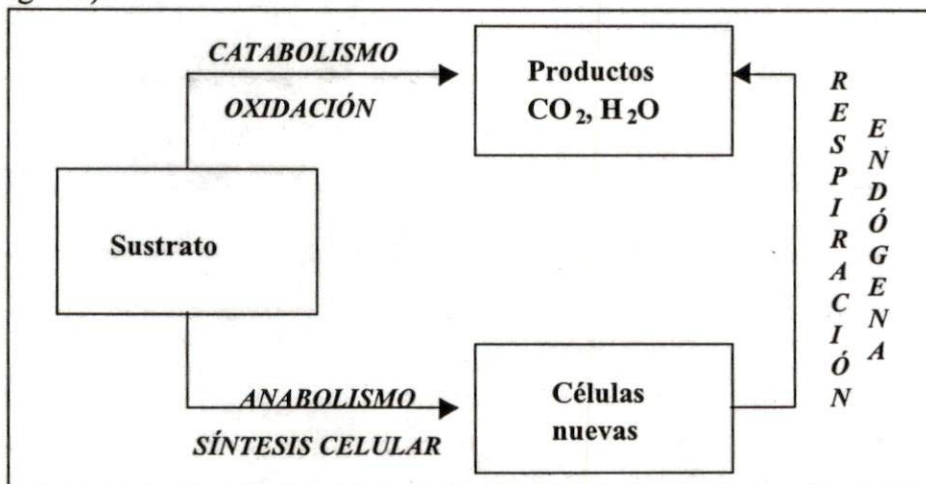 CATABOLISMO
OXIDACIÓN
Productos
CO₂, H₂O
Sustrato
ANABOLISMO
SÍNTESIS CELULAR
Células
nuevas
RESPIRACIÓN
ENDÓGENA